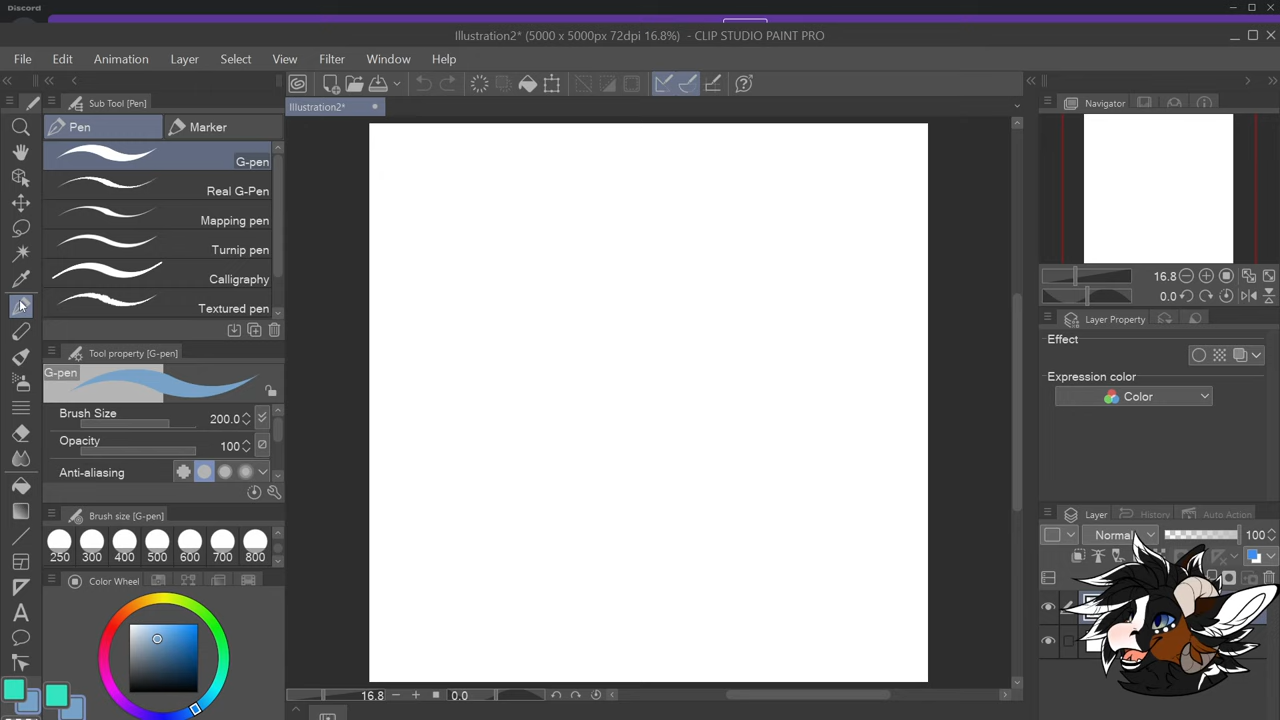 Discord
Illustration2* (5000 x 5000px 72dpi 16.8%) - CLIP STUDIO PAINT PRO
File Edit Animation Layer Select View Filter Window Help
Sub Tool [Pen]
Pen Marker
G-pen
Real G-Pen
Mapping pen
Turnip pen
Calligraphy
Textured pen
Tool property [G-pen]
G-pen
Brush Size 200.0
Opacity 100
Anti-aliasing
Brush size [G-pen]
250 300 400 500 600 700 800
Color Wheel
Illustration2*
16.8 0.0
Navigator
16.8
0.0
Layer Property
Effect
Expression color
Color
Layer History Auto Action
Normal 100